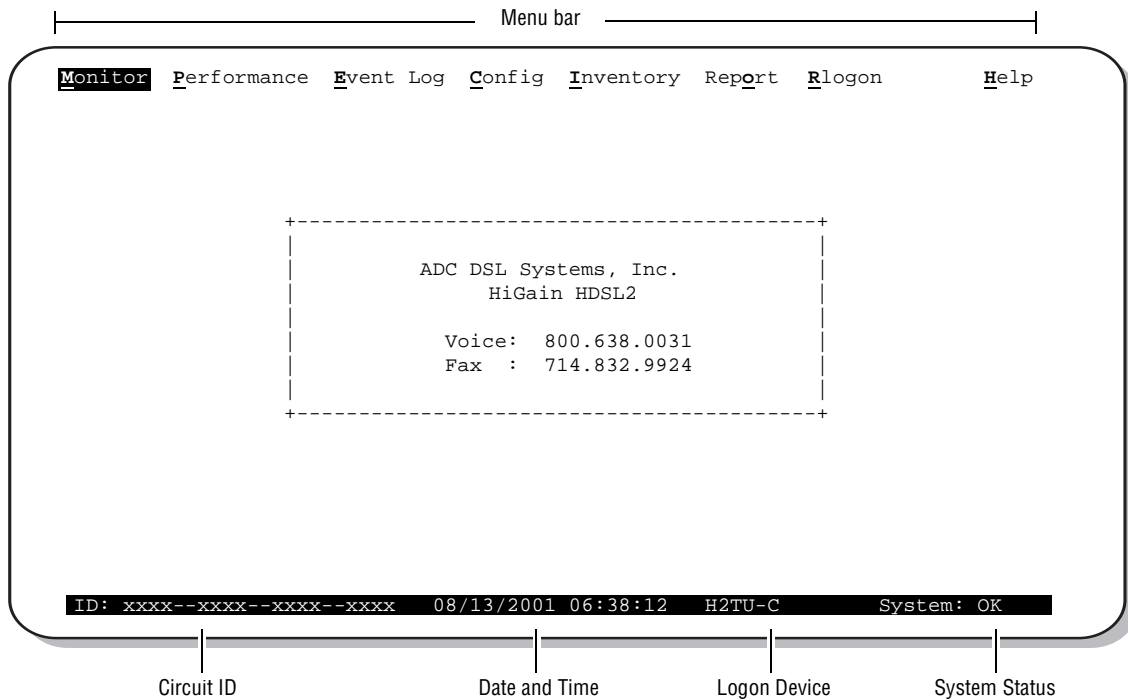 Menu bar
Monitor Performance Event Log Config Inventory Report Rlogon Help
ADC DSL Systems, Inc.
HiGain HDSL2
Voice: 800.638.0031
Fax : 714.832.9924
ID: xxxx--xxxx--xxxx--xxxx 08/13/2001 06:38:12 H2TU-C System: OK
Circuit ID Date and Time Logon Device System Status